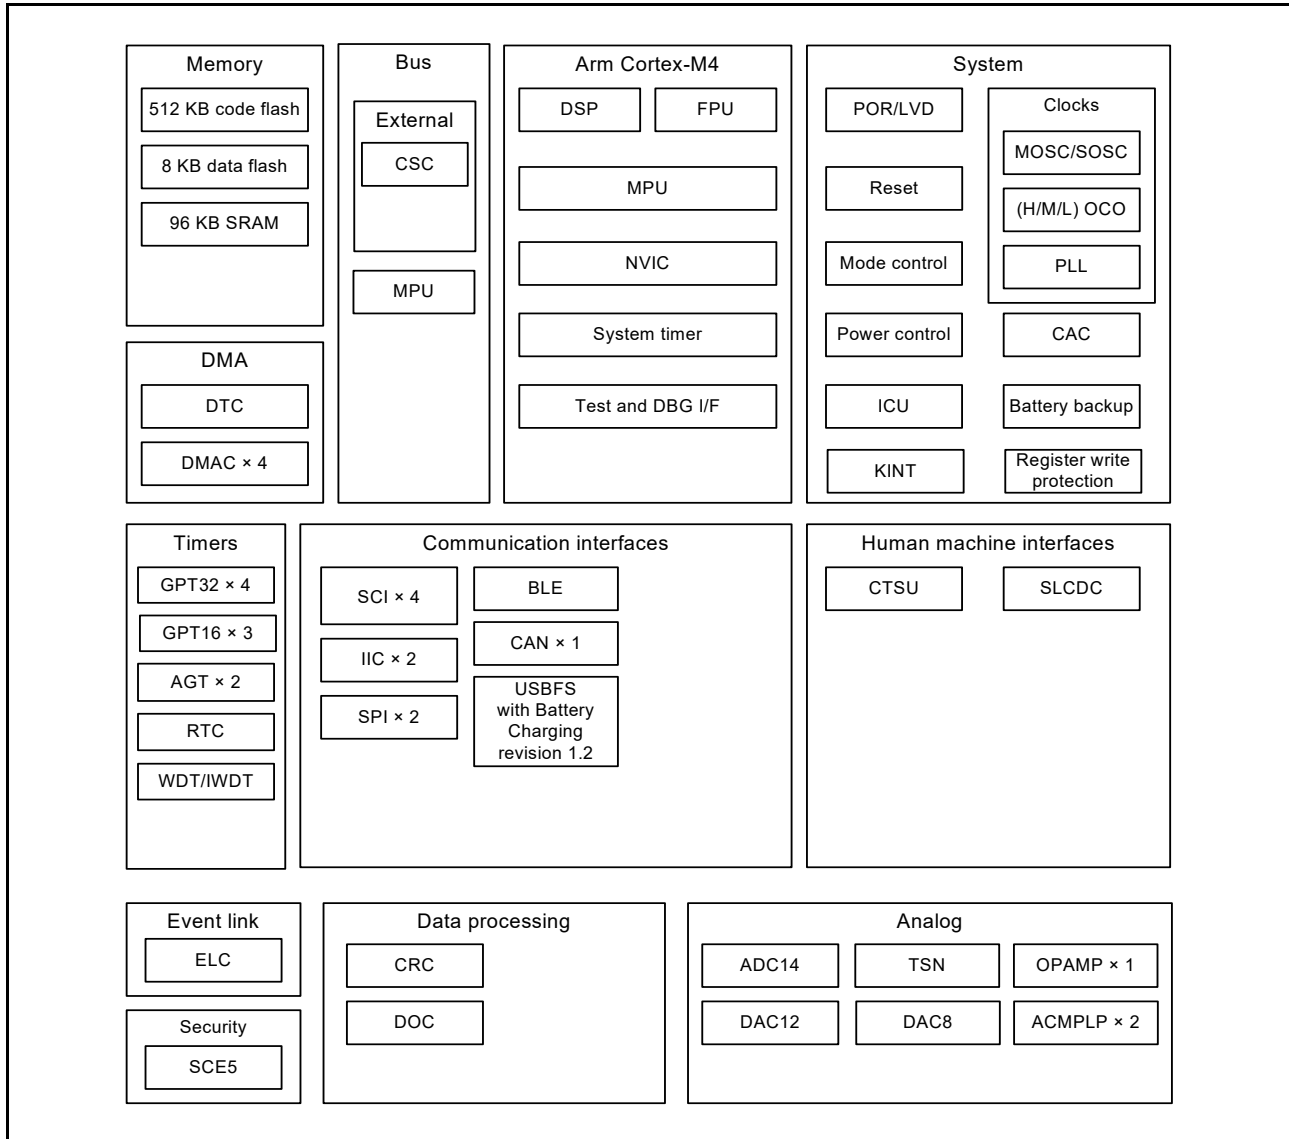 Memory
512 KB code flash
8 KB data flash
96 KB SRAM
DMA
DTC
DMAC × 4
Bus
External
CSC
MPU
Arm Cortex-M4
DSP
FPU
MPU
NVIC
System timer
Test and DBG I/F
System
POR/LVD
Reset
Mode control
Power control
ICU
KINT
Clocks
MOSC/SOSC
(H/M/L) OCO
PLL
CAC
Battery backup
Register write
protection
Timers
GPT32 × 4
GPT16 × 3
AGT × 2
RTC
WDT/IWDT
Communication interfaces
SCI × 4
IIC × 2
SPI × 2
BLE
CAN × 1
USBFS
with Battery
Charging
revision 1.2
Human machine interfaces
CTSU
SLCDC
Event link
ELC
Security
SCE5
Data processing
CRC
DOC
Analog
ADC14
TSN
OPAMP × 1
DAC12
DAC8
ACMPLP × 2